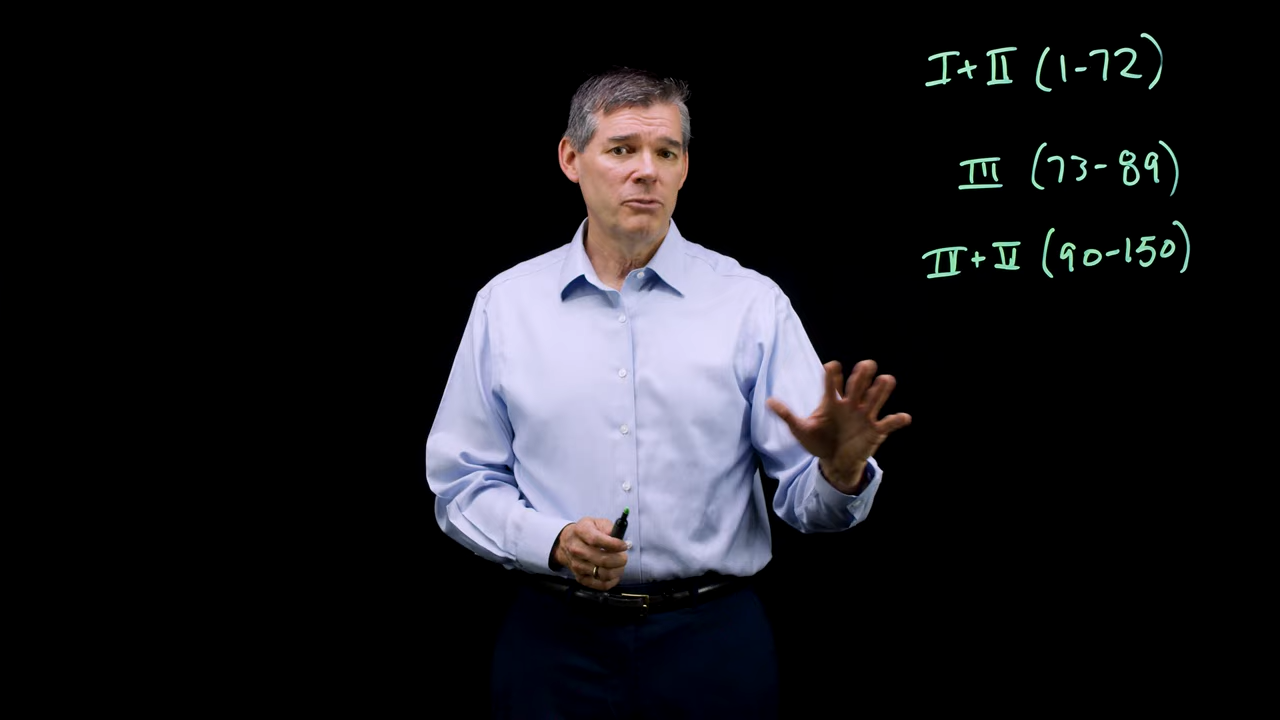 I + II (1-72)
III (73-89)
IV + V (90-150)